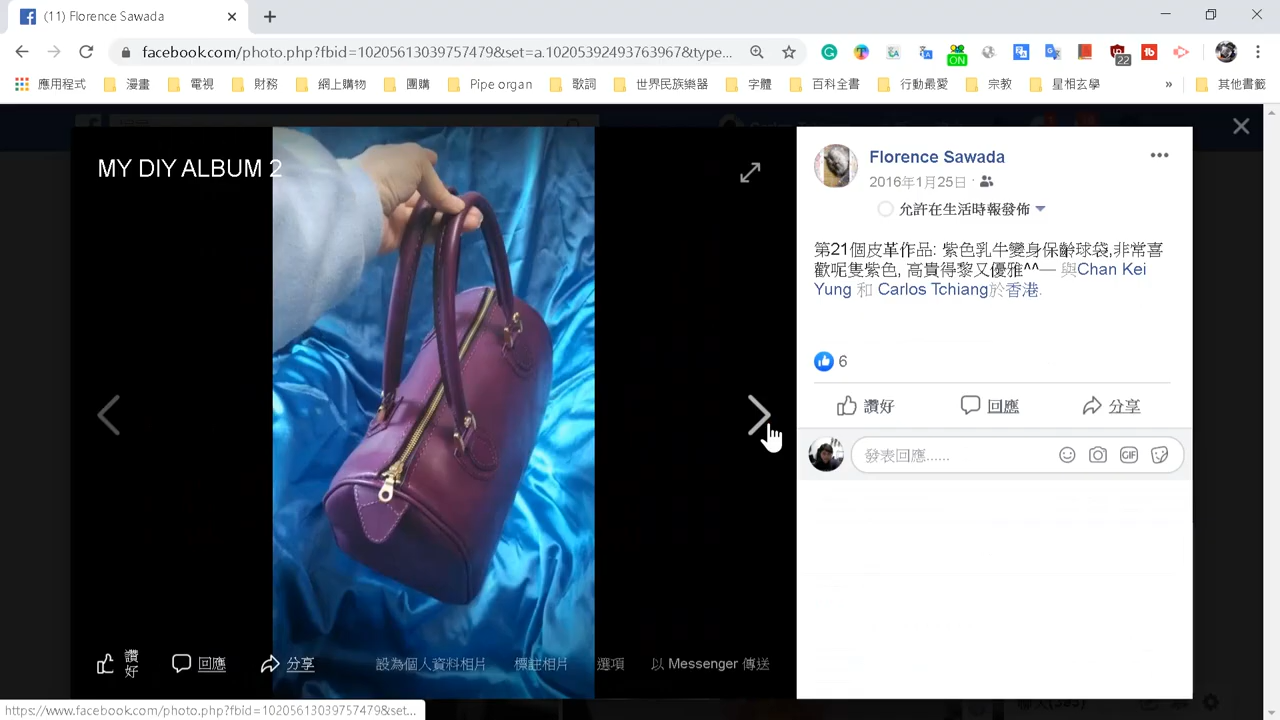 (11) Florence Sawada
facebook.com/photo.php?fbid=10205613039757479&set=a.10205392493763967&type...
ON
22
應用程式
漫畫
電視
財務
網上購物
團購
Pipe organ
歌詞
世界民族樂器
字體
百科全書
行動最愛
宗教
星相玄學
»
其他書籤
MY DIY ALBUM 2
Florence Sawada
2016年1月25日 ·
允許在生活時報發佈
第21個皮革作品: 紫色乳牛變身保齡球袋,非常喜
歡呢隻紫色, 高貴得黎又優雅^^— 與Chan Kei
Yung 和 Carlos Tchiang於香港.
6
讚好
回應
分享
發表回應......
GIF
讚
好
回應
分享
設為個人資料相片
標註相片
選項
以 Messenger 傳送
https://www.facebook.com/photo.php?fbid=10205613039757479&set...